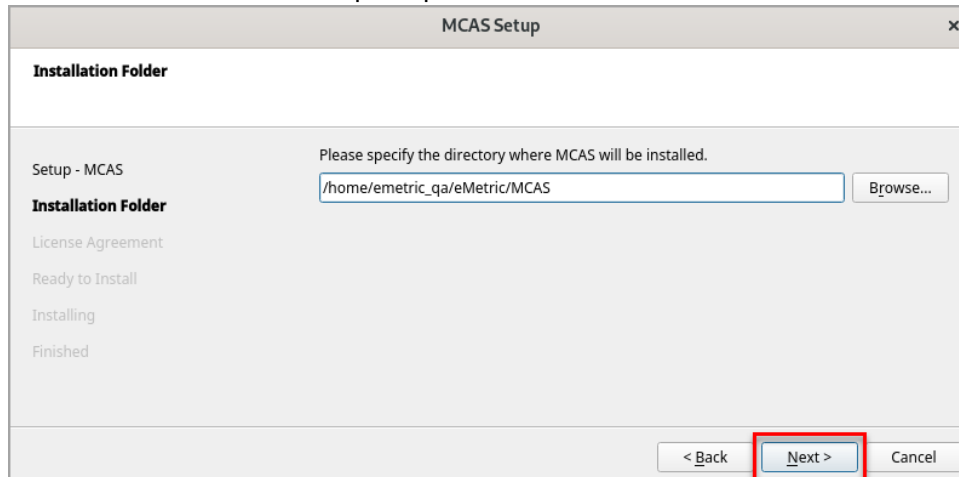 MCAS Setup
Installation Folder
Setup - MCAS
Installation Folder
License Agreement
Ready to Install
Installing
Finished
Please specify the directory where MCAS will be installed.
/home/emetric_qa/eMetric/MCAS
Browse...
< Back
Next >
Cancel